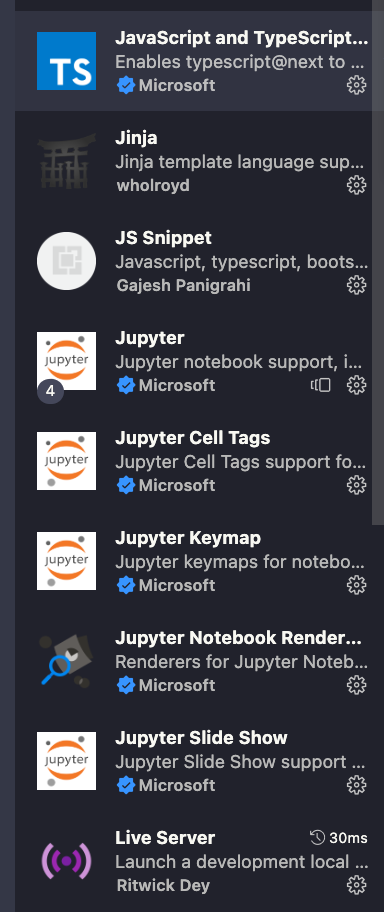 TS
JavaScript and TypeScript...
Enables typescript@next to ...
Microsoft
Jinja
Jinja template language sup...
wholroyd
JS Snippet
Javascript, typescript, boots...
Gajesh Panigrahi
jupyter
4
Jupyter
Jupyter notebook support, i...
Microsoft
jupyter
Jupyter Cell Tags
Jupyter Cell Tags support fo...
Microsoft
jupyter
Jupyter Keymap
Jupyter keymaps for notebo...
Microsoft
Jupyter Notebook Render...
Renderers for Jupyter Noteb...
Microsoft
jupyter
Jupyter Slide Show
Jupyter Slide Show support ...
Microsoft
Live Server 30ms
Launch a development local ...
Ritwick Dey